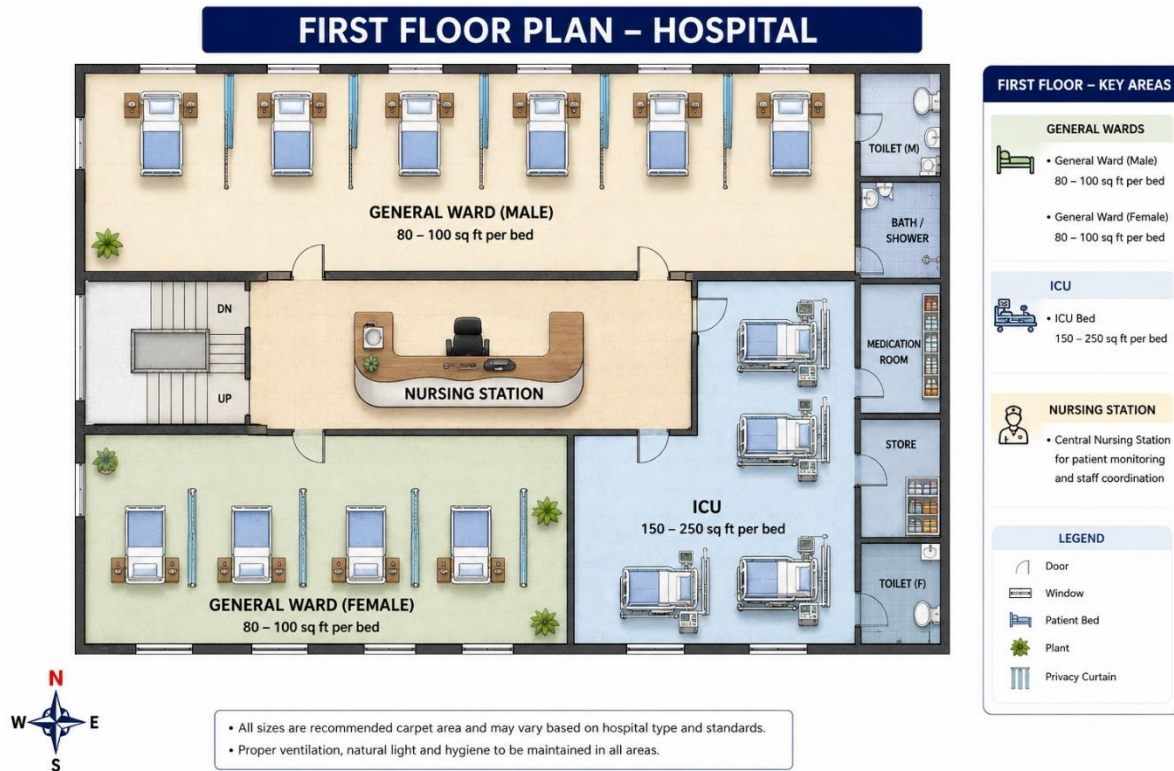 FIRST FLOOR PLAN – HOSPITAL
TOILET (M)
GENERAL WARD (MALE)
80 – 100 sq ft per bed
BATH /
SHOWER
DN
UP
NURSING STATION
MEDICATION
ROOM
STORE
ICU
150 – 250 sq ft per bed
GENERAL WARD (FEMALE)
80 – 100 sq ft per bed
TOILET (F)
FIRST FLOOR – KEY AREAS
GENERAL WARDS
• General Ward (Male)
80 – 100 sq ft per bed
• General Ward (Female)
80 – 100 sq ft per bed
ICU
• ICU Bed
150 – 250 sq ft per bed
NURSING STATION
• Central Nursing Station
for patient monitoring
and staff coordination
LEGEND
Door
Window
Patient Bed
Plant
Privacy Curtain
N
W
E
S
• All sizes are recommended carpet area and may vary based on hospital type and standards.
• Proper ventilation, natural light and hygiene to be maintained in all areas.